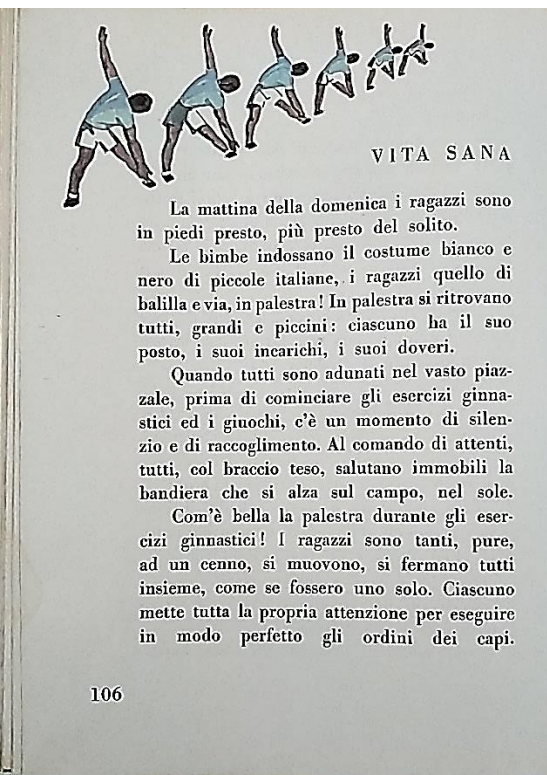 VITA SANA
La mattina della domenica i ragazzi sono
in piedi presto, più presto del solito.
Le bimbe indossano il costume bianco e
nero di piccole italiane, i ragazzi quello di
balilla e via, in palestra! In palestra si ritrovano
tutti, grandi e piccini: ciascuno ha il suo
posto, i suoi incarichi, i suoi doveri.
Quando tutti sono adunati nel vasto piaz-
zale, prima di cominciare gli esercizi ginna-
stici ed i giuochi, c'è un momento di silen-
zio e di raccoglimento. Al comando di attenti,
tutti, col braccio teso, salutano immobili la
bandiera che si alza sul campo, nel sole.
Com'è bella la palestra durante gli eser-
cizi ginnastici! I ragazzi sono tanti, pure,
ad un cenno, si muovono, si fermano tutti
insieme, come se fossero uno solo. Ciascuno
mette tutta la propria attenzione per eseguire
in modo perfetto gli ordini dei capi.
106